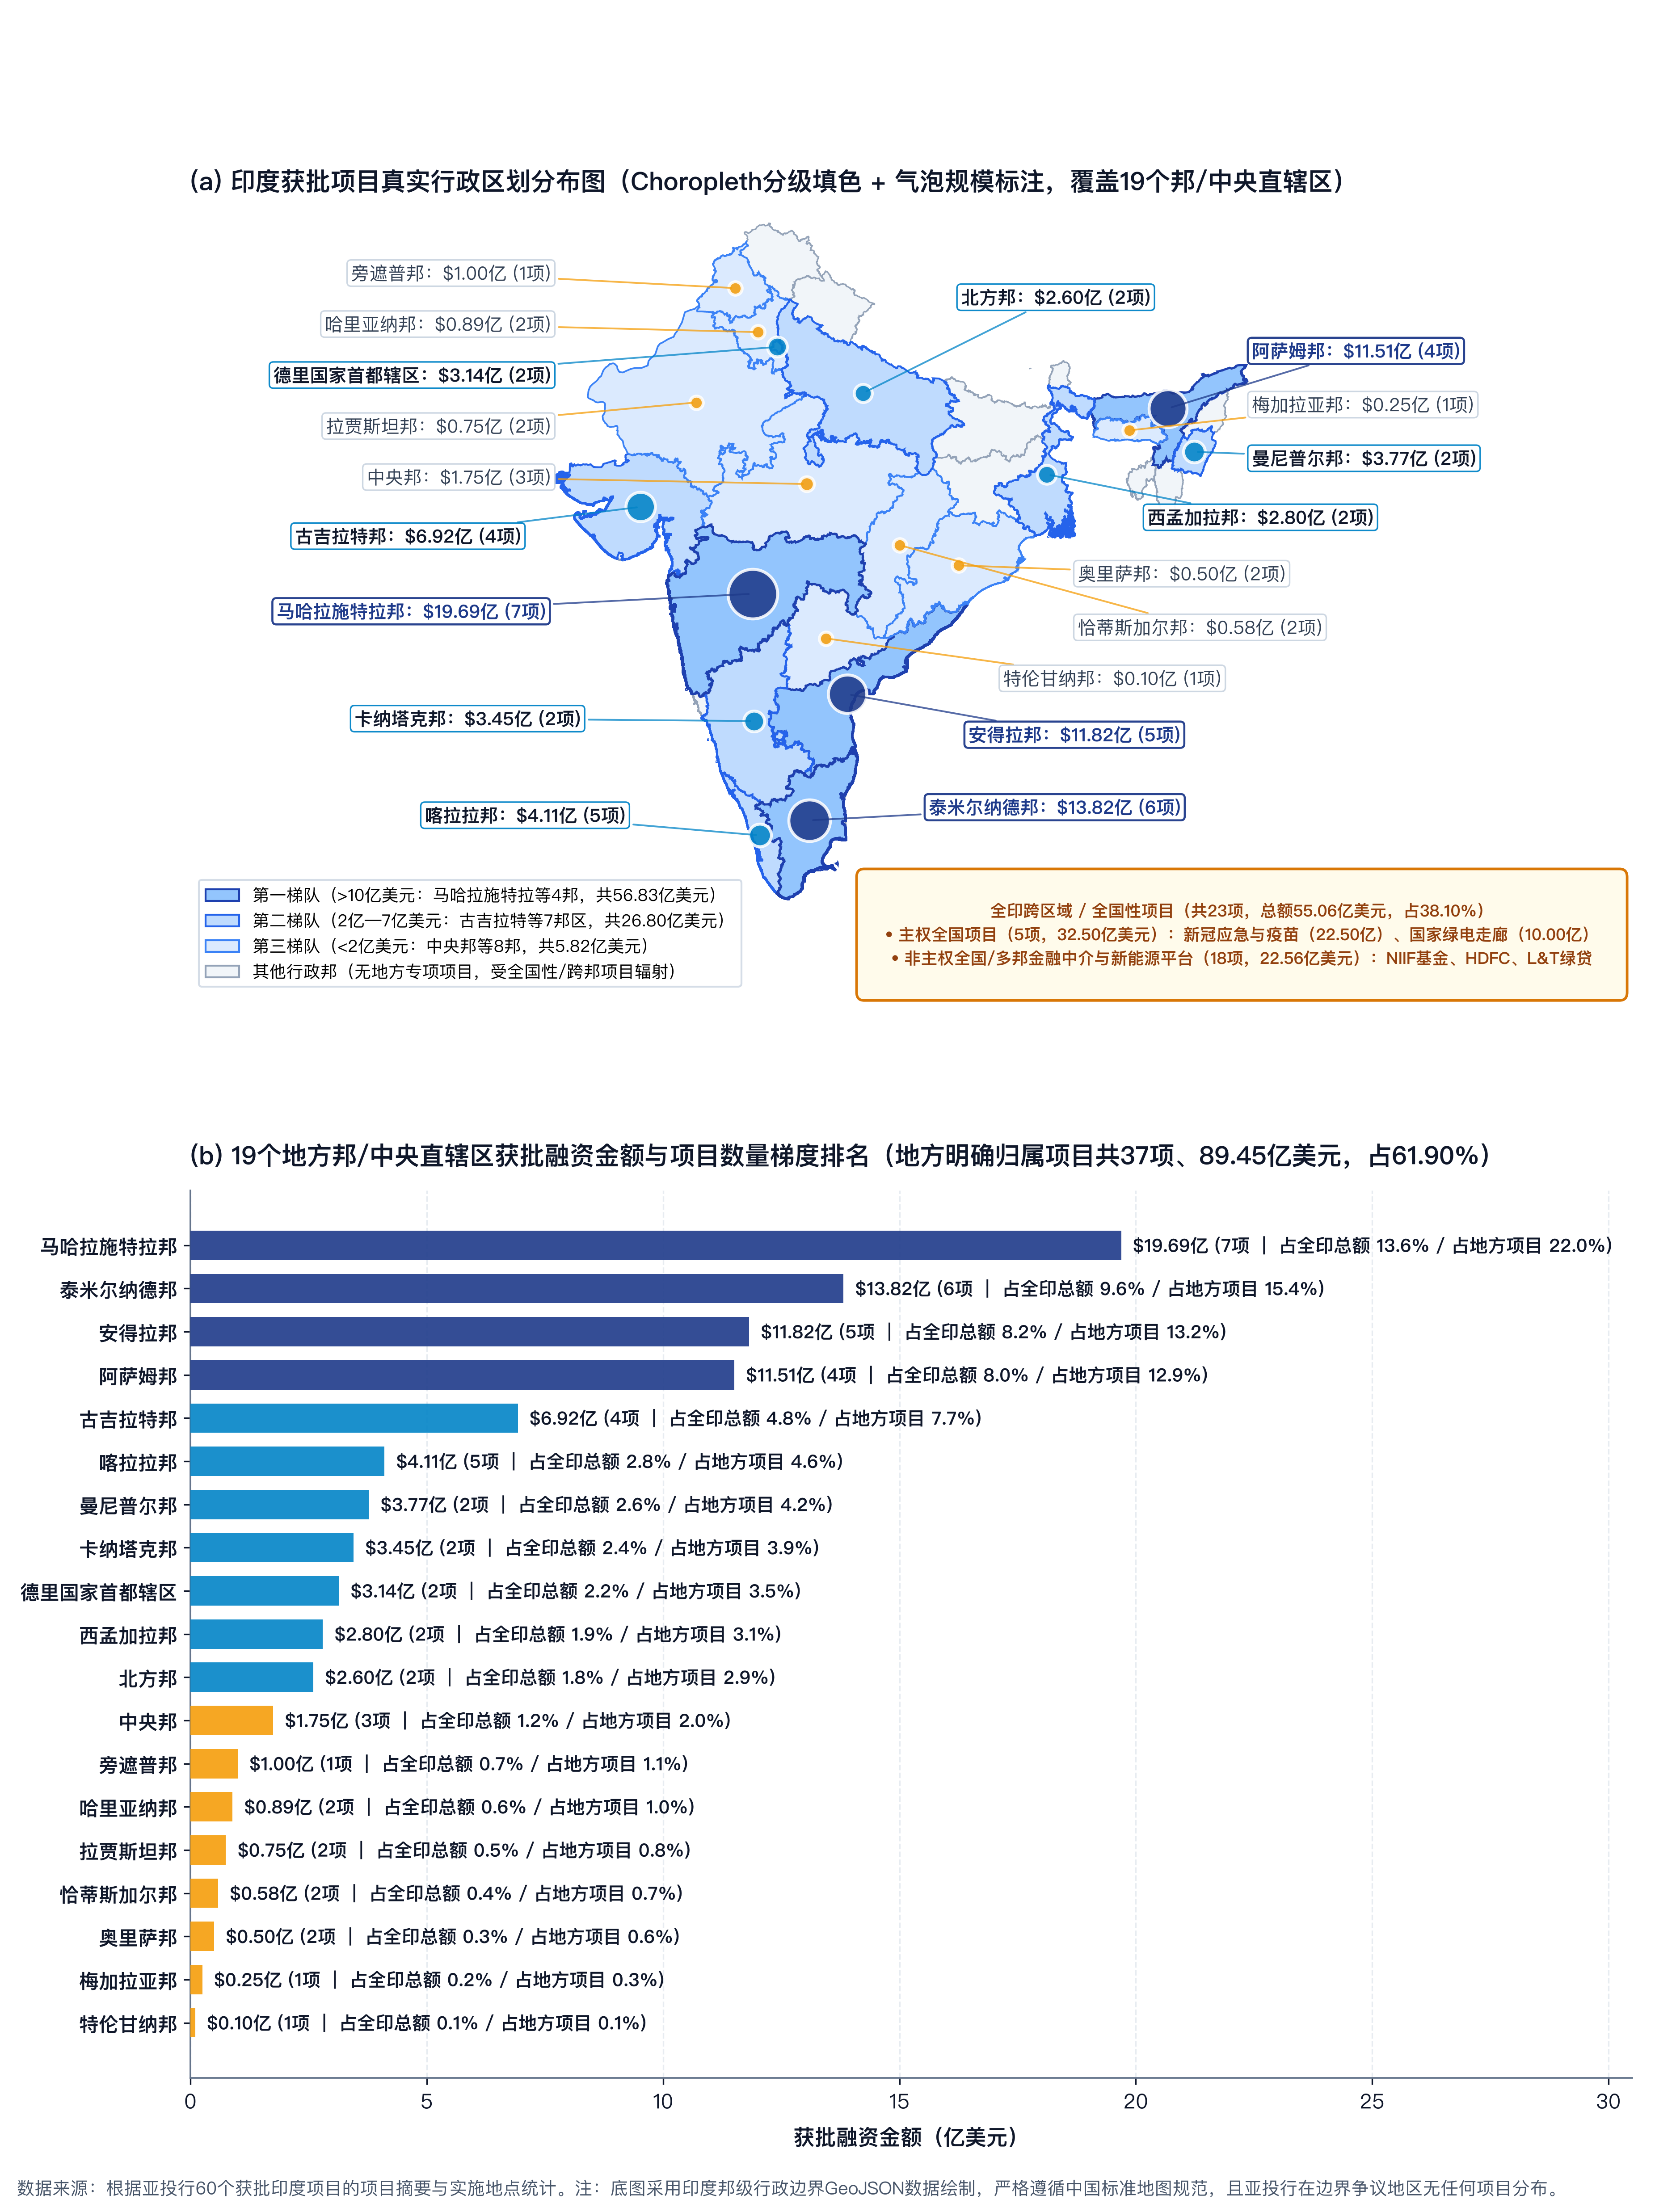 (a) 印度获批项目真实行政区划分布图（Choropleth分级填色 + 气泡规模标注，覆盖19个邦/中央直辖区）
旁遮普邦：$1.00亿 (1项)
北方邦：$2.60亿 (2项)
哈里亚纳邦：$0.89亿 (2项)
阿萨姆邦：$11.51亿 (4项)
德里国家首都辖区：$3.14亿 (2项)
梅加拉亚邦：$0.25亿 (1项)
拉贾斯坦邦：$0.75亿 (2项)
曼尼普尔邦：$3.77亿 (2项)
中央邦：$1.75亿 (3项)
西孟加拉邦：$2.80亿 (2项)
古吉拉特邦：$6.92亿 (4项)
奥里萨邦：$0.50亿 (2项)
马哈拉施特拉邦：$19.69亿 (7项)
恰蒂斯加尔邦：$0.58亿 (2项)
特伦甘纳邦：$0.10亿 (1项)
卡纳塔克邦：$3.45亿 (2项)
安得拉邦：$11.82亿 (5项)
泰米尔纳德邦：$13.82亿 (6项)
喀拉拉邦：$4.11亿 (5项)
第一梯队（>10亿美元：马哈拉施特拉等4邦，共56.83亿美元）
第二梯队（2亿—7亿美元：古吉拉特等7邦区，共26.80亿美元）
第三梯队（<2亿美元：中央邦等8邦，共5.82亿美元）
其他行政邦（无地方专项项目，受全国性/跨邦项目辐射）
全印跨区域 / 全国性项目（共23项，总额55.06亿美元，占38.10%）
• 主权全国项目（5项，32.50亿美元）：新冠应急与疫苗（22.50亿）、国家绿电走廊（10.00亿）
• 非主权全国/多邦金融中介与新能源平台（18项，22.56亿美元）：NIIF基金、HDFC、L&T绿贷
(b) 19个地方邦/中央直辖区获批融资金额与项目数量梯度排名（地方明确归属项目共37项、89.45亿美元，占61.90%）
马哈拉施特拉邦 $19.69亿 (7项 | 占全印总额 13.6% / 占地方项目 22.0%)
泰米尔纳德邦 $13.82亿 (6项 | 占全印总额 9.6% / 占地方项目 15.4%)
安得拉邦 $11.82亿 (5项 | 占全印总额 8.2% / 占地方项目 13.2%)
阿萨姆邦 $11.51亿 (4项 | 占全印总额 8.0% / 占地方项目 12.9%)
古吉拉特邦 $6.92亿 (4项 | 占全印总额 4.8% / 占地方项目 7.7%)
喀拉拉邦 $4.11亿 (5项 | 占全印总额 2.8% / 占地方项目 4.6%)
曼尼普尔邦 $3.77亿 (2项 | 占全印总额 2.6% / 占地方项目 4.2%)
卡纳塔克邦 $3.45亿 (2项 | 占全印总额 2.4% / 占地方项目 3.9%)
德里国家首都辖区 $3.14亿 (2项 | 占全印总额 2.2% / 占地方项目 3.5%)
西孟加拉邦 $2.80亿 (2项 | 占全印总额 1.9% / 占地方项目 3.1%)
北方邦 $2.60亿 (2项 | 占全印总额 1.8% / 占地方项目 2.9%)
中央邦 $1.75亿 (3项 | 占全印总额 1.2% / 占地方项目 2.0%)
旁遮普邦 $1.00亿 (1项 | 占全印总额 0.7% / 占地方项目 1.1%)
哈里亚纳邦 $0.89亿 (2项 | 占全印总额 0.6% / 占地方项目 1.0%)
拉贾斯坦邦 $0.75亿 (2项 | 占全印总额 0.5% / 占地方项目 0.8%)
恰蒂斯加尔邦 $0.58亿 (2项 | 占全印总额 0.4% / 占地方项目 0.7%)
奥里萨邦 $0.50亿 (2项 | 占全印总额 0.3% / 占地方项目 0.6%)
梅加拉亚邦 $0.25亿 (1项 | 占全印总额 0.2% / 占地方项目 0.3%)
特伦甘纳邦 $0.10亿 (1项 | 占全印总额 0.1% / 占地方项目 0.1%)
0 5 10 15 20 25 30
获批融资金额（亿美元）
数据来源：根据亚投行60个获批印度项目的项目摘要与实施地点统计。注：底图采用印度邦级行政边界GeoJSON数据绘制，严格遵循中国标准地图规范，且亚投行在边界争议地区无任何项目分布。